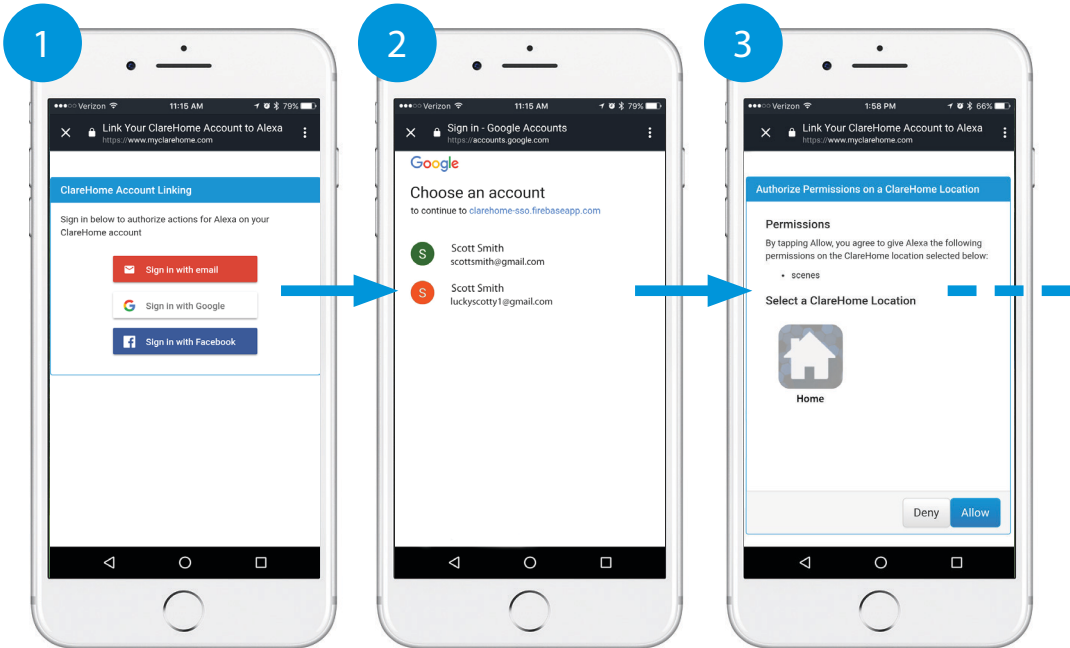 1
Verizon 11:15 AM 79%
Link Your ClareHome Account to Alexa
https://www.myclarehome.com
ClareHome Account Linking
Sign in below to authorize actions for Alexa on your
ClareHome account
Sign in with email
Sign in with Google
Sign in with Facebook
2
Verizon 11:15 AM 79%
Sign in - Google Accounts
https://accounts.google.com
Google
Choose an account
to continue to clarehome-sso.firebaseapp.com
S
Scott Smith
scottsmith@gmail.com
S
Scott Smith
luckyscotty1@gmail.com
3
Verizon 1:58 PM 66%
Link Your ClareHome Account to Alexa
https://www.myclarehome.com
Authorize Permissions on a ClareHome Location
Permissions
By tapping Allow, you agree to give Alexa the following
permissions on the ClareHome location selected below:
• scenes
Select a ClareHome Location
Home
Deny Allow